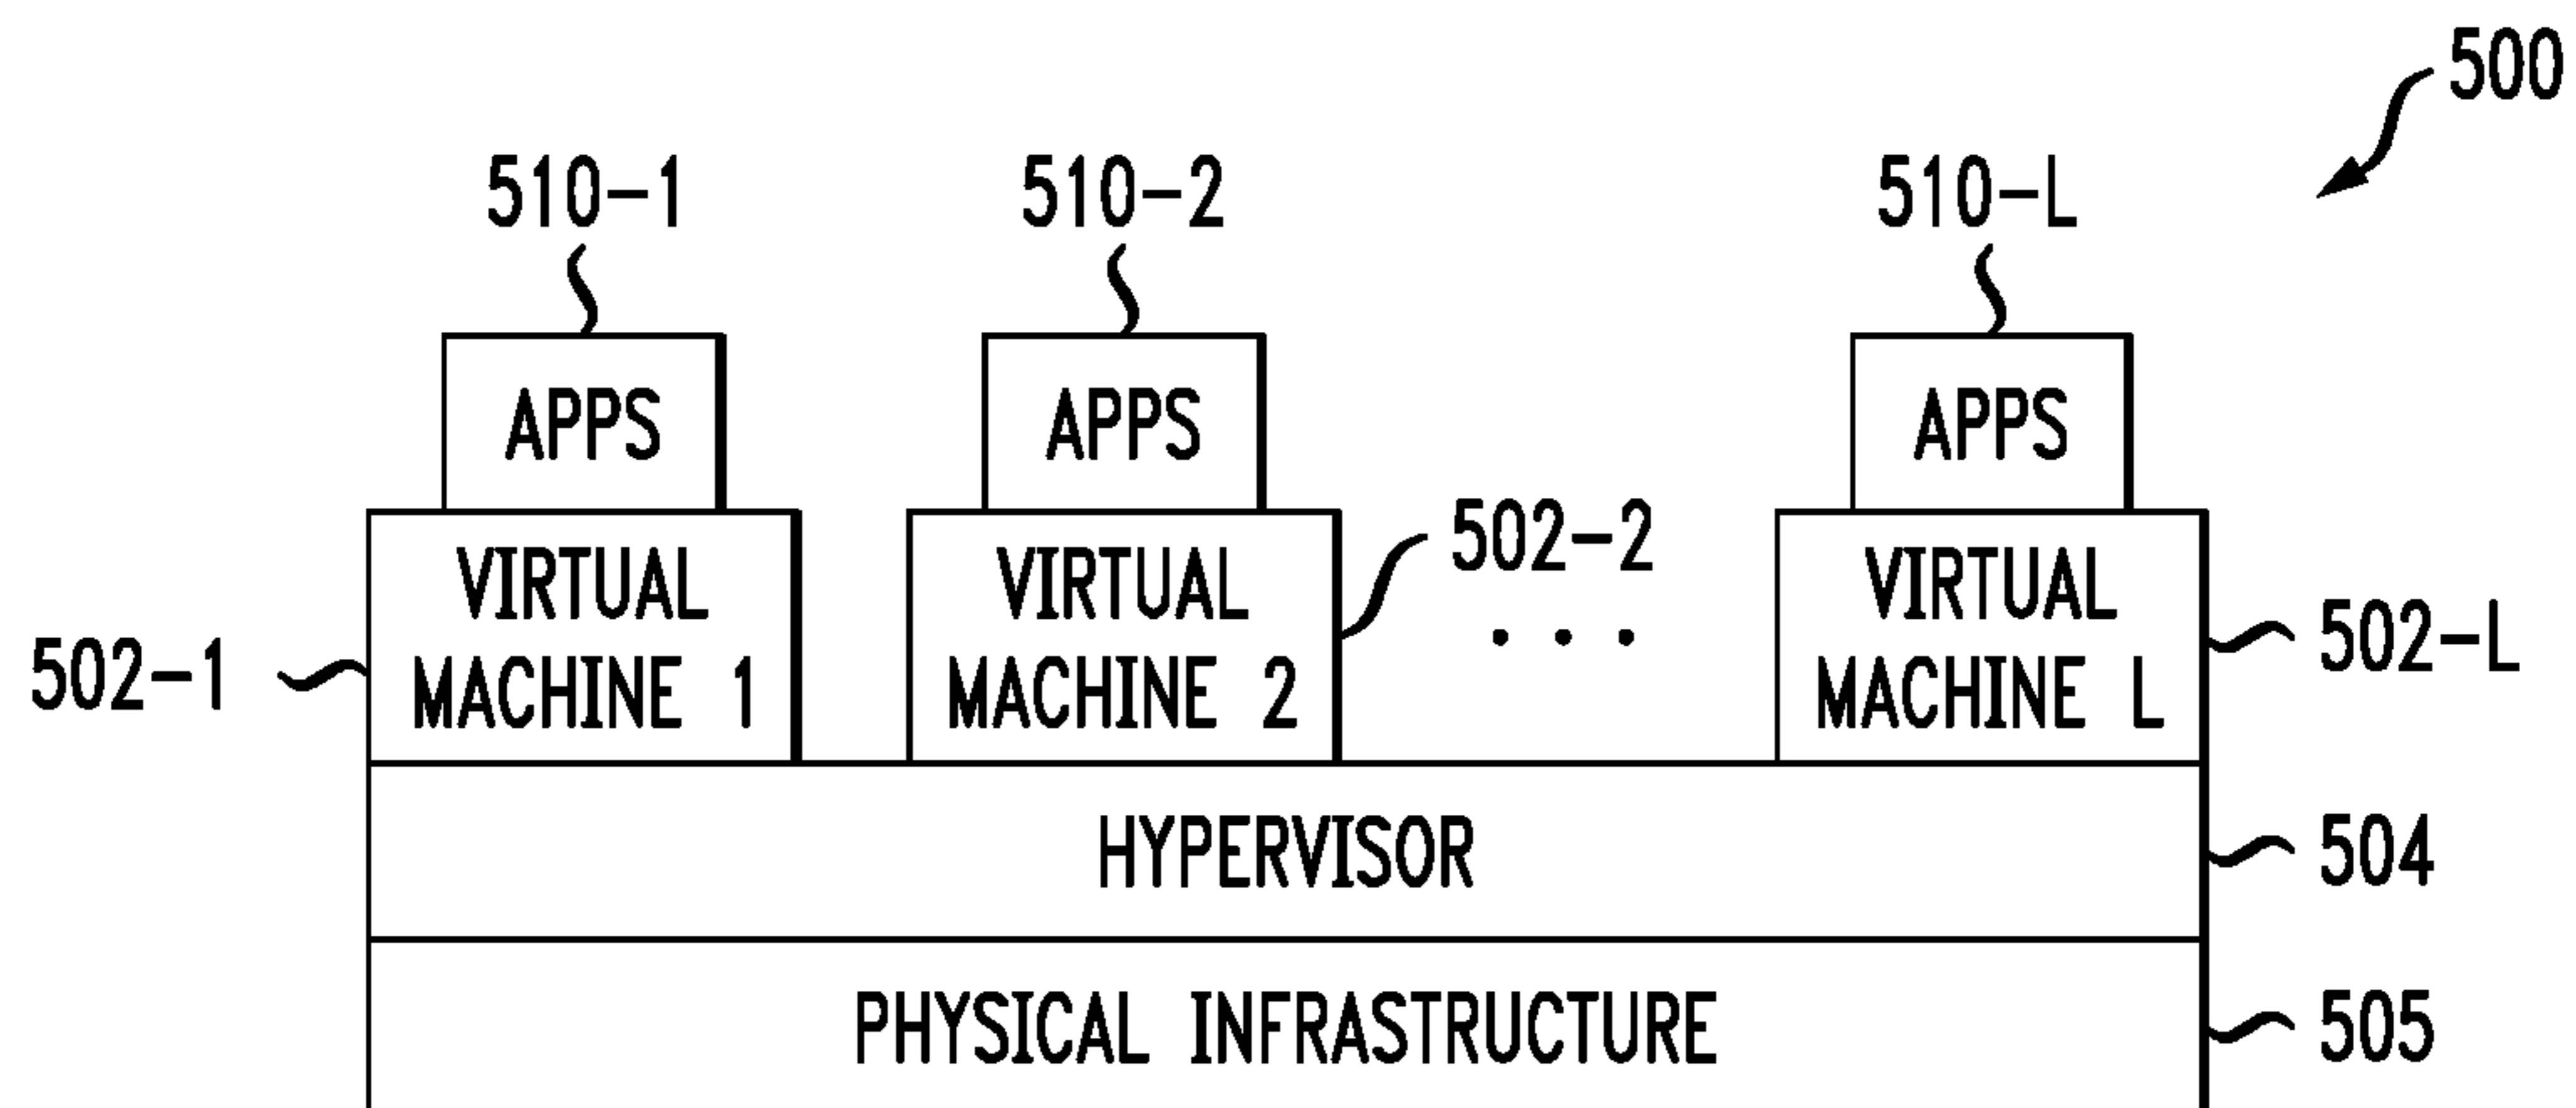 500
510-1
510-2
510-L
APPS
APPS
APPS
502-1
VIRTUAL
MACHINE 1
VIRTUAL
MACHINE 2
502-2
. . .
VIRTUAL
MACHINE L
502-L
HYPERVISOR
504
PHYSICAL INFRASTRUCTURE
505